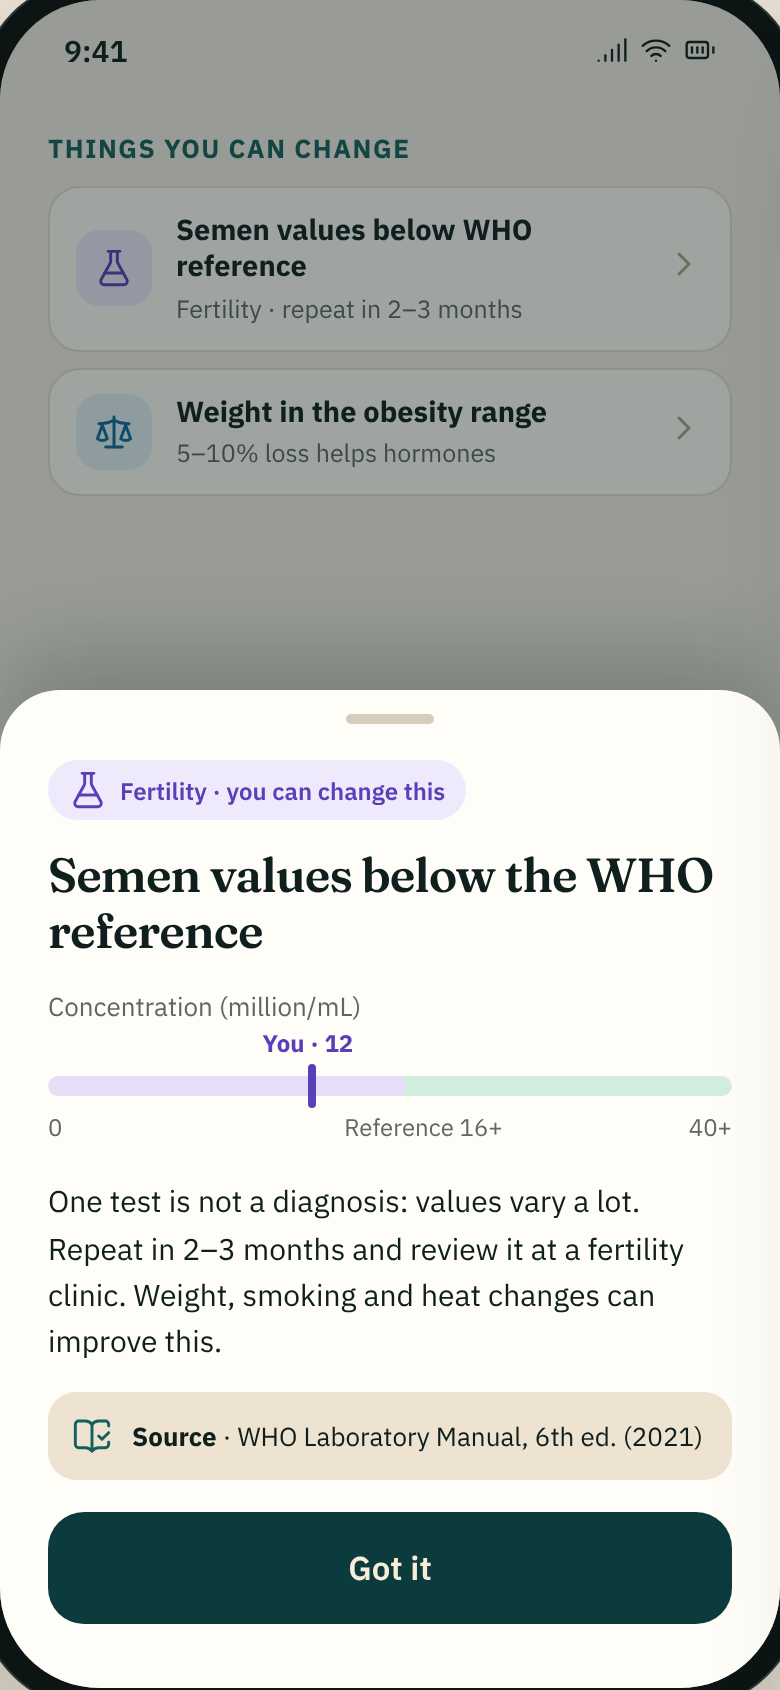 9:41
THINGS YOU CAN CHANGE
Semen values below WHO
reference
Fertility · repeat in 2–3 months
Weight in the obesity range
5–10% loss helps hormones
Fertility · you can change this
Semen values below the WHO
reference
Concentration (million/mL)
You · 12
0 Reference 16+ 40+
One test is not a diagnosis: values vary a lot.
Repeat in 2–3 months and review it at a fertility
clinic. Weight, smoking and heat changes can
improve this.
Source · WHO Laboratory Manual, 6th ed. (2021)
Got it